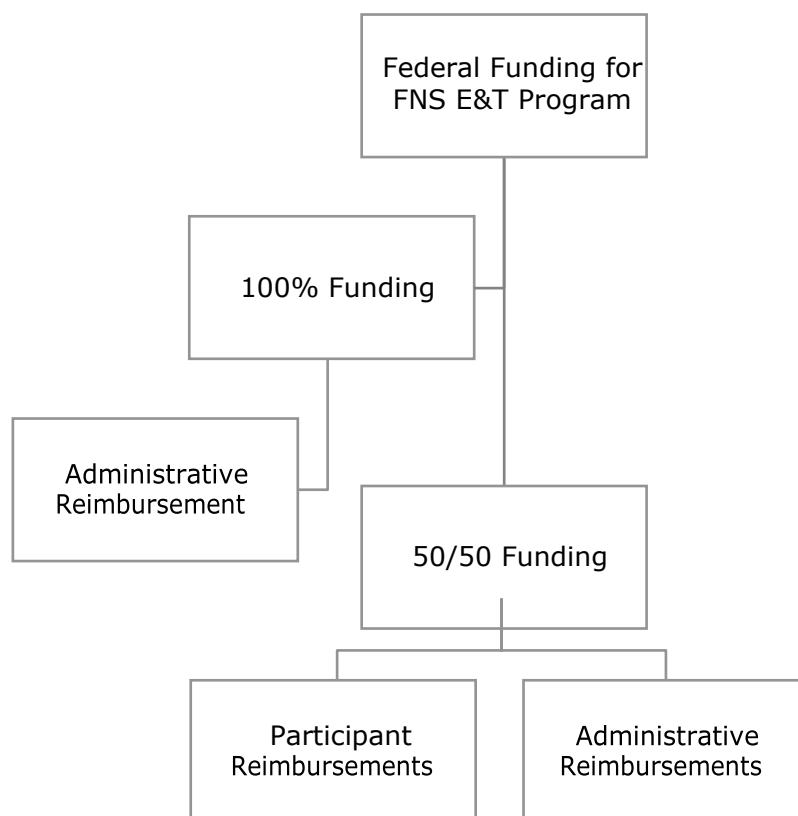 Federal Funding for
FNS E&T Program
100% Funding
Administrative
Reimbursement
50/50 Funding
Participant
Reimbursements
Administrative
Reimbursements